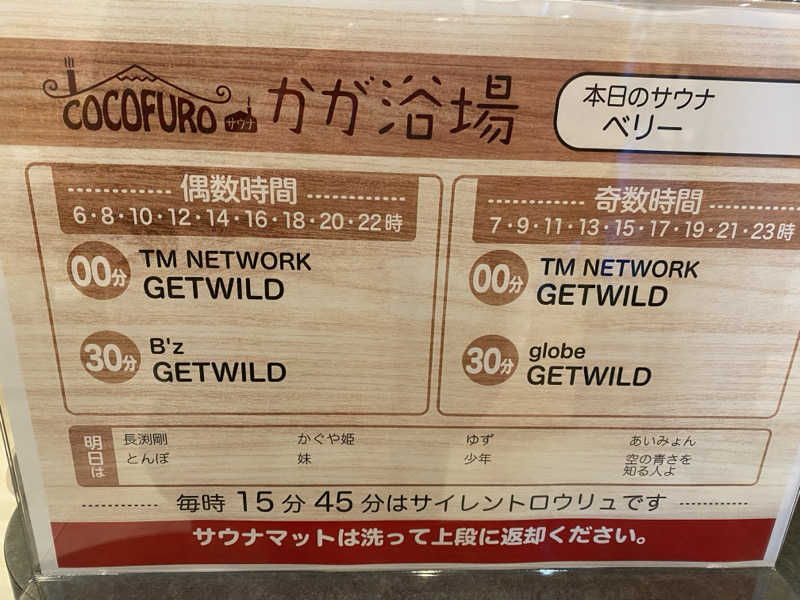 COCOFURO サウナ かが浴場
本日のサウナ
ベリー
偶数時間
6・8・10・12・14・16・18・20・22時
00分 TM NETWORK
GETWILD
30分 B'z
GETWILD
奇数時間
7・9・11・13・15・17・19・21・23時
00分 TM NETWORK
GETWILD
30分 globe
GETWILD
明日は
長渕剛
とんぼ
かぐや姫
妹
ゆず
少年
あいみょん
空の青さを
知る人よ
毎時 15分 45分はサイレントロウリュです
サウナマットは洗って上段に返却ください。